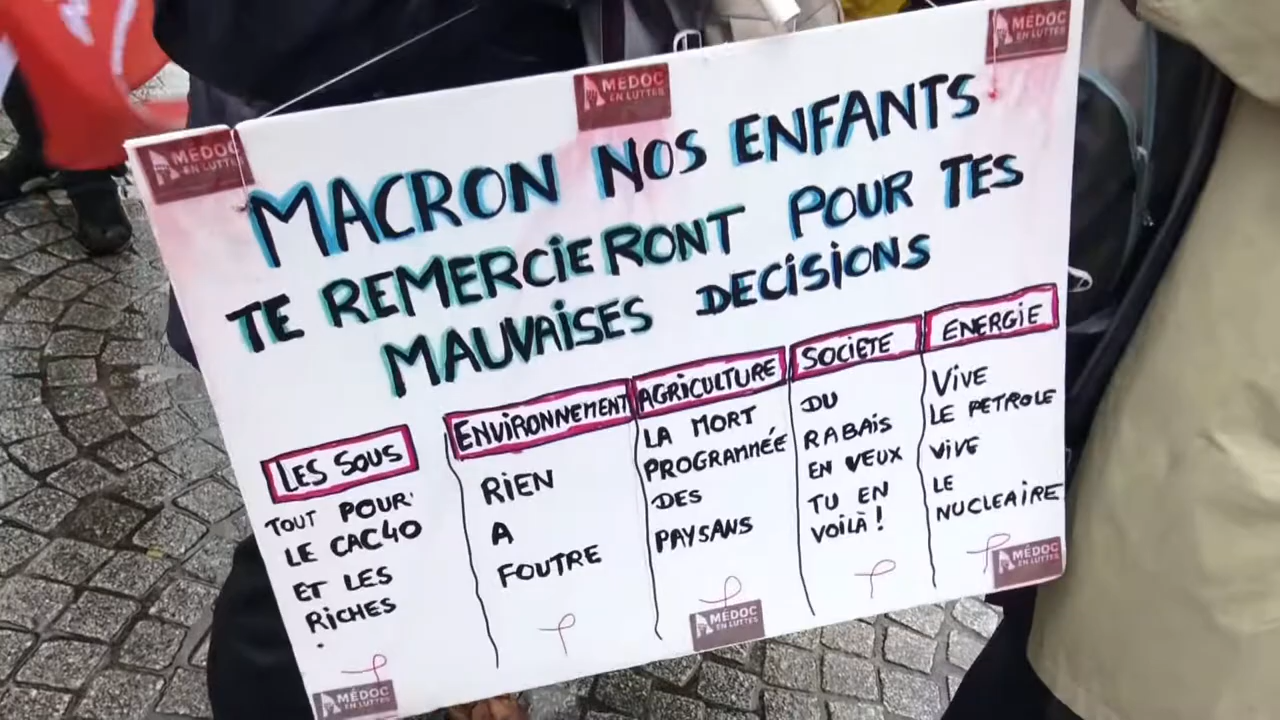 MÉDOC
EN LUTTES
MÉDOC
EN LUTTES
MÉDOC
EN LUTTES
MACRON NOS ENFANTS
TE REMERCiERONT POUR TES
MAUVAiSES DECiSiONS
LES SOUS
TOUT POUR
LE CAC40
ET LES
RiCHES
ENViRONNEMENT
RiEN
A
FOUTRE
AGRiCULTURE
LA MORT
PROGRAMMÉE
DES
PAYSANS
SOCiETE
DU
RABAiS
EN VEUX
TU EN
VOiLÀ!
ENERGiE
ViVE
LE PETROLE
ViVE
LE
NUCLEAiRE
MÉDOC
EN LUTTES
MÉDOC
EN LUTTES
MÉDOC
EN LUTTES